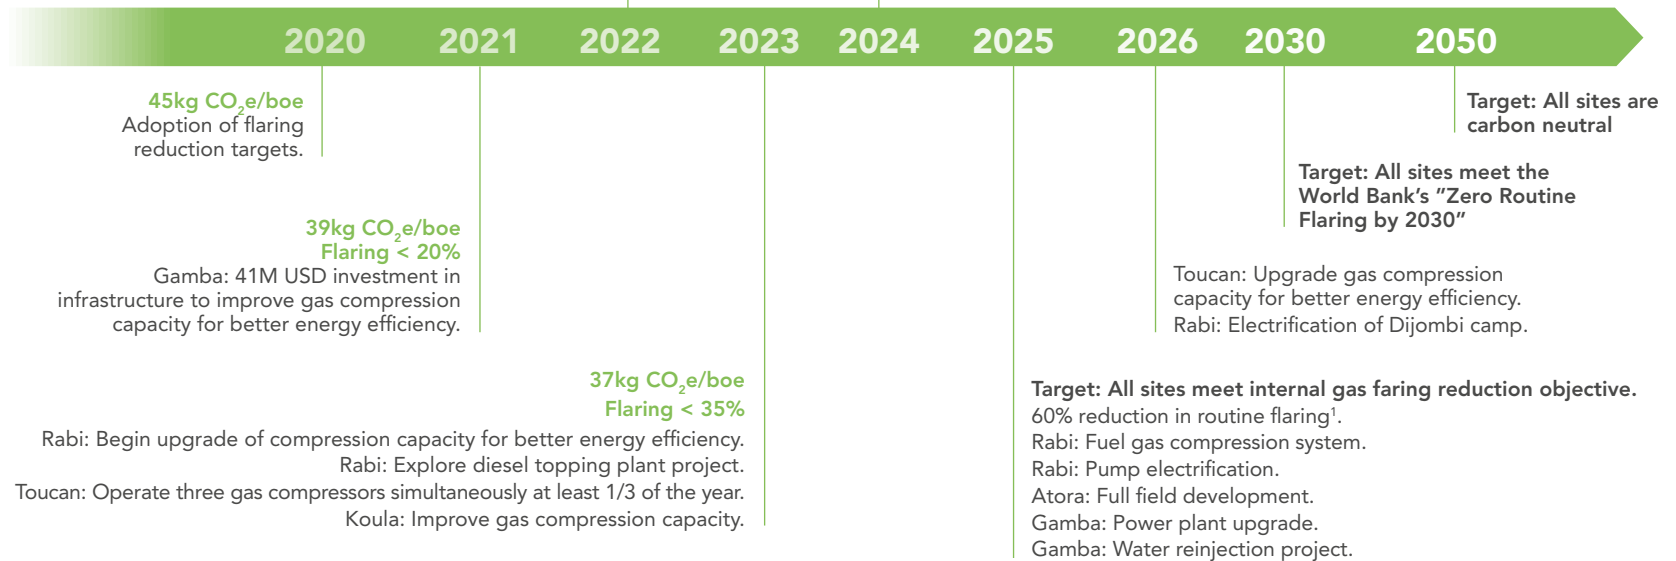 2020 2021 2022 2023 2024 2025 2026 2030 2050
45kg CO₂e/boe
Adoption of flaring
reduction targets.
39kg CO₂e/boe
Flaring < 20%
Gamba: 41M USD investment in
infrastructure to improve gas compression
capacity for better energy efficiency.
37kg CO₂e/boe
Flaring < 35%
Rabi: Begin upgrade of compression capacity for better energy efficiency.
Rabi: Explore diesel topping plant project.
Toucan: Operate three gas compressors simultaneously at least 1/3 of the year.
Koula: Improve gas compression capacity.
Target: All sites meet internal gas faring reduction objective.
60% reduction in routine flaring¹.
Rabi: Fuel gas compression system.
Rabi: Pump electrification.
Atora: Full field development.
Gamba: Power plant upgrade.
Gamba: Water reinjection project.
Toucan: Upgrade gas compression
capacity for better energy efficiency.
Rabi: Electrification of Dijombi camp.
Target: All sites meet the
World Bank's "Zero Routine
Flaring by 2030"
Target: All sites are
carbon neutral